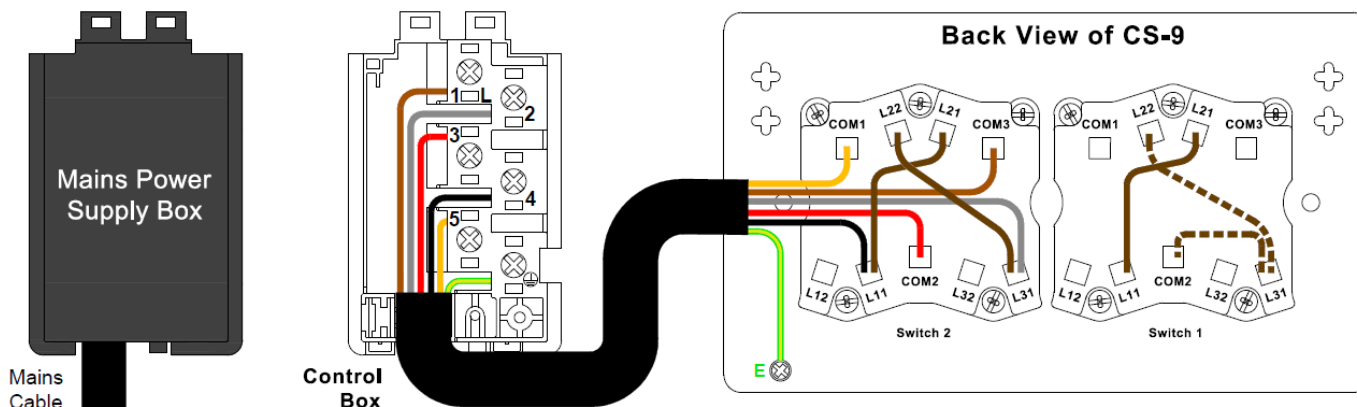 Mains Power
Supply Box
Mains
Cable
1 L
2
3
4
5
Control
Box
Back View of CS-9
COM1
L22
L21
COM3
L12
L11
COM2
L32
L31
Switch 2
COM1
L22
L21
COM3
L12
L11
COM2
L32
L31
Switch 1
E